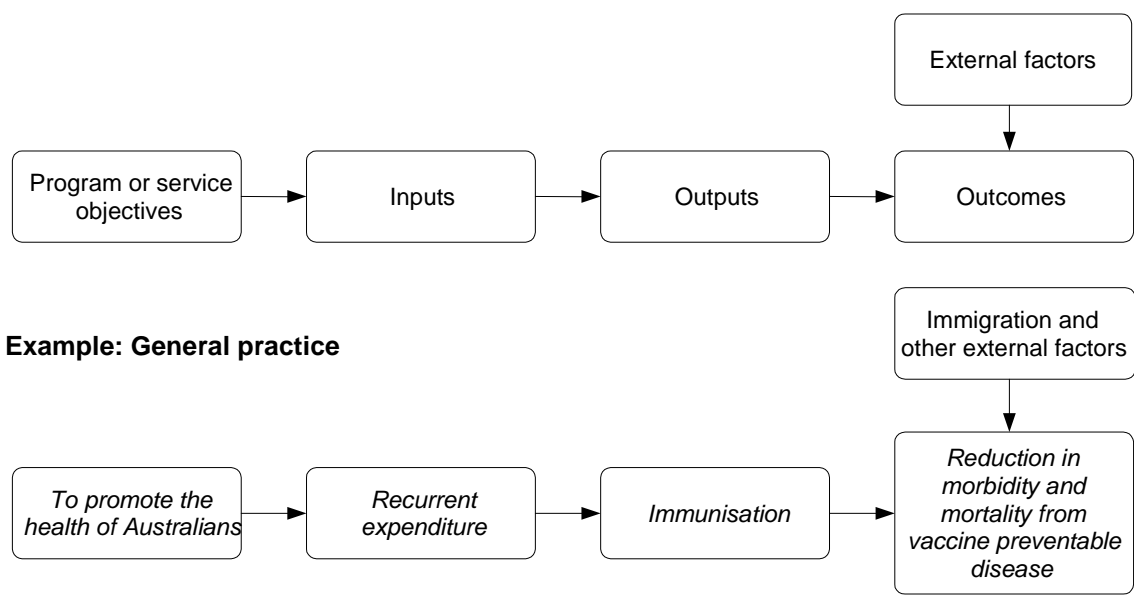 External factors
Program or service
objectives
Inputs
Outputs
Outcomes
Example: General practice
Immigration and
other external factors
To promote the
health of Australians
Recurrent
expenditure
Immunisation
Reduction in
morbidity and
mortality from
vaccine preventable
disease